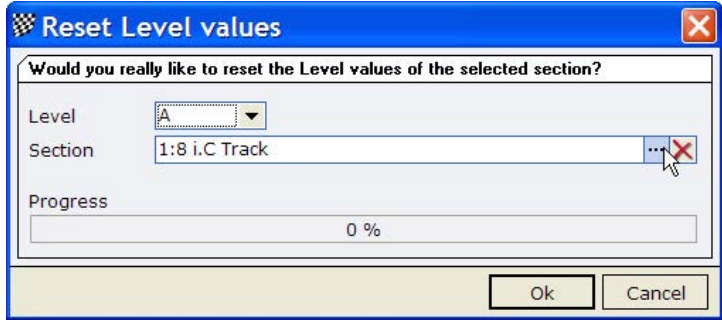 Reset Level values
Would you really like to reset the Level values of the selected section?
Level A
Section 1:8 i.C Track ...
Progress
0 %
Ok Cancel